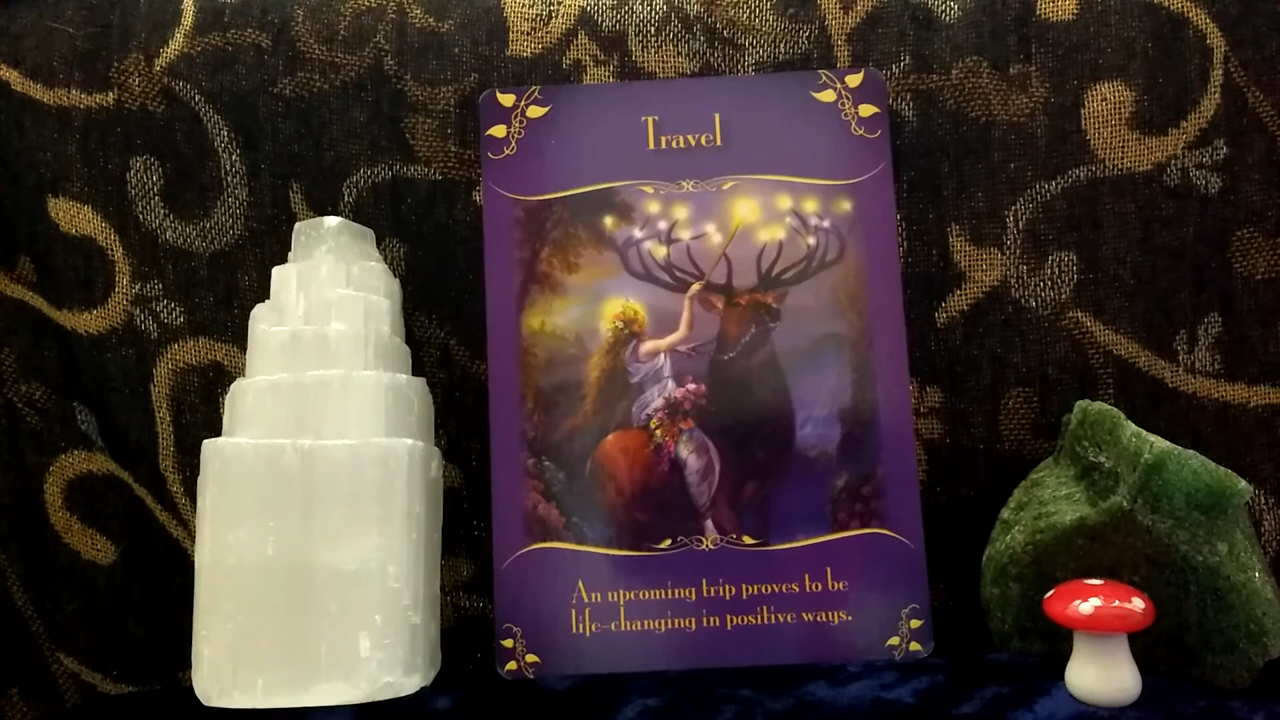 Travel
An upcoming trip proves to be
life-changing in positive ways.